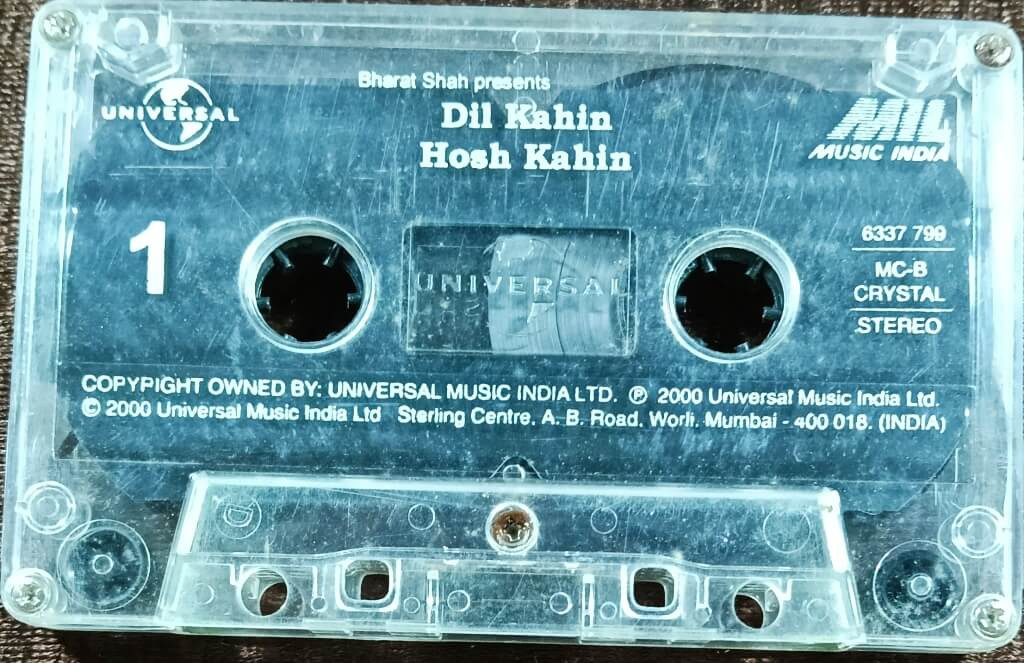 UNIVERSAL
Bharat Shah presents
Dil Kahin
Hosh Kahin
MIL
MUSIC INDIA
1
UNIVERSAL
6337 799
MC-B
CRYSTAL
STEREO
COPYRIGHT OWNED BY: UNIVERSAL MUSIC INDIA LTD. ℗ 2000 Universal Music India Ltd.
© 2000 Universal Music India Ltd Sterling Centre, A. B. Road, Worli, Mumbai - 400 018. (INDIA)